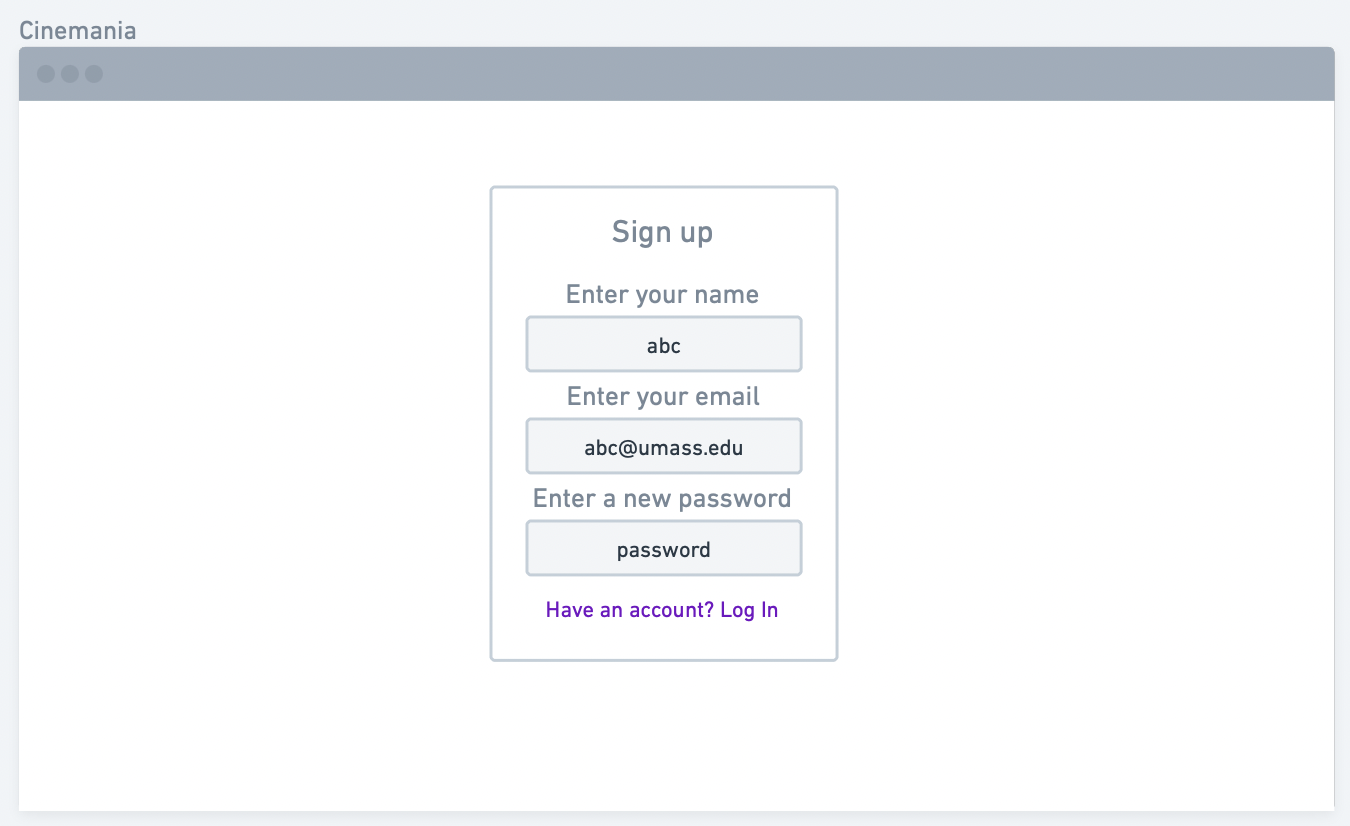 Cinemania
Sign up
Enter your name
abc
Enter your email
abc@umass.edu
Enter a new password
password
Have an account? Log In